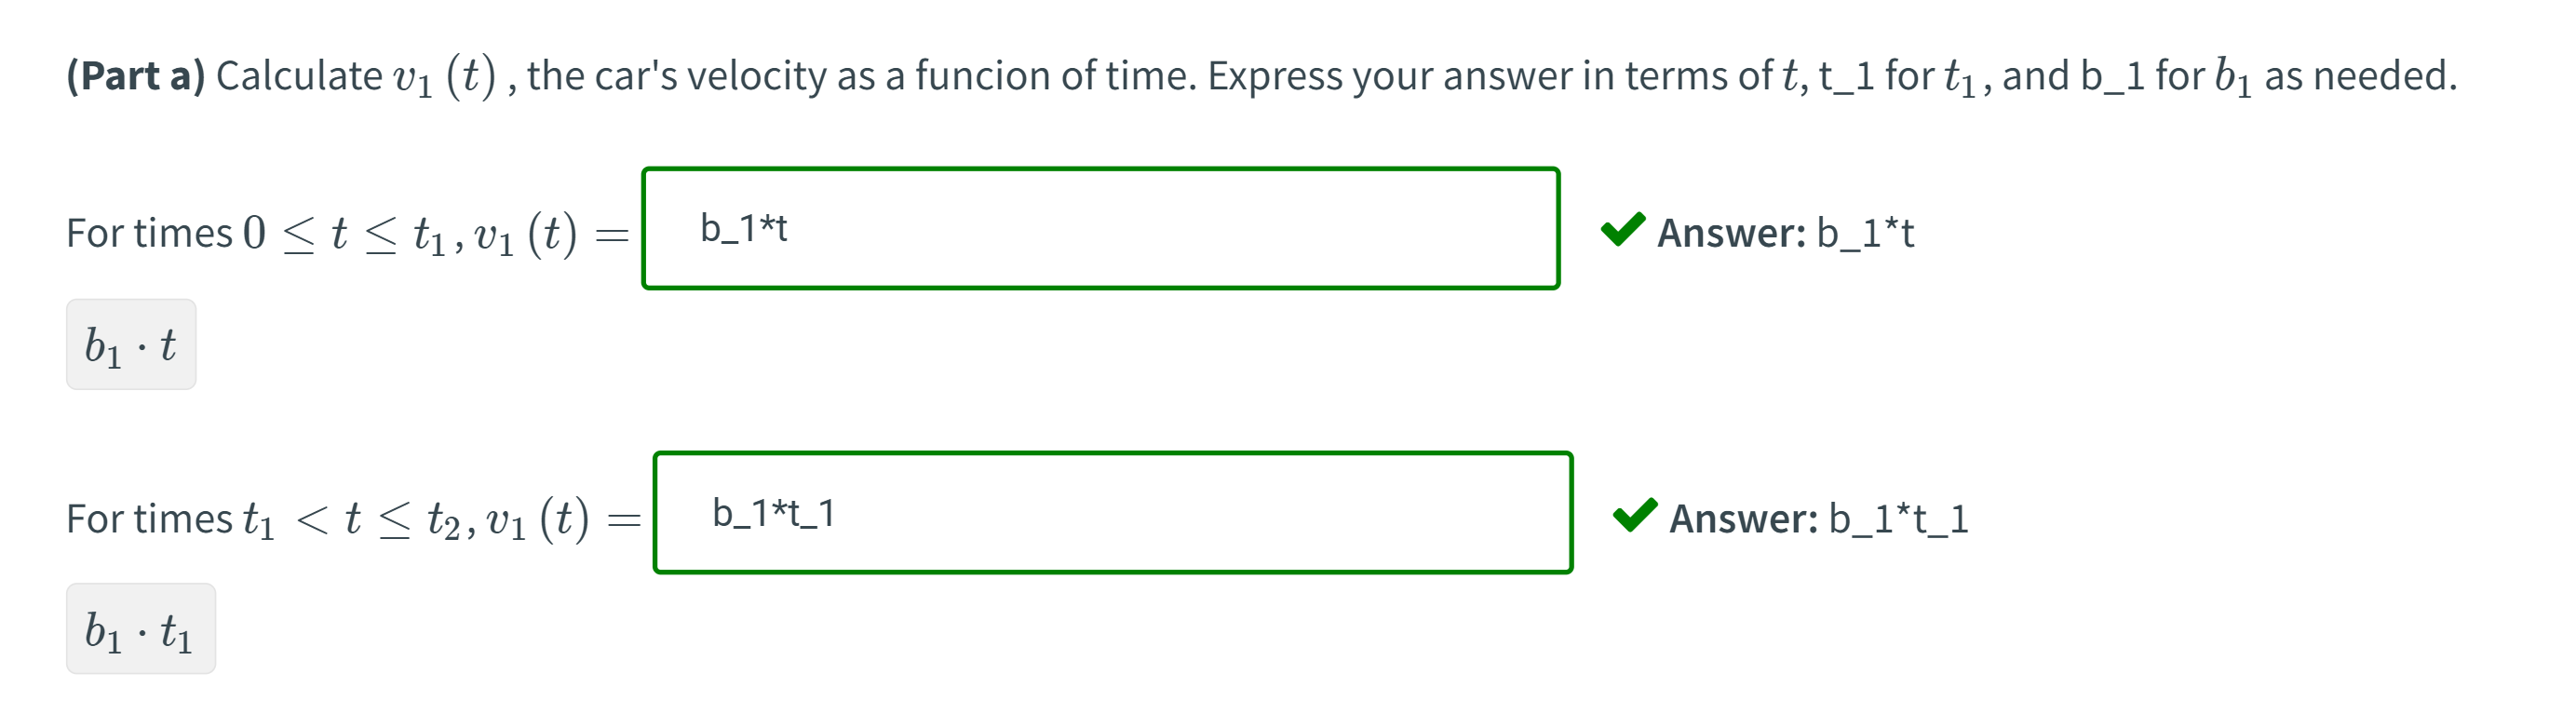 (Part a) Calculate v₁ (t) , the car's velocity as a funcion of time. Express your answer in terms of t, t_1 for t₁, and b_1 for b₁ as needed.
For times 0 ≤ t ≤ t₁, v₁ (t) = b_1*t ✔ Answer: b_1*t
b₁ · t
For times t₁ < t ≤ t₂, v₁ (t) = b_1*t_1 ✔ Answer: b_1*t_1
b₁ · t₁